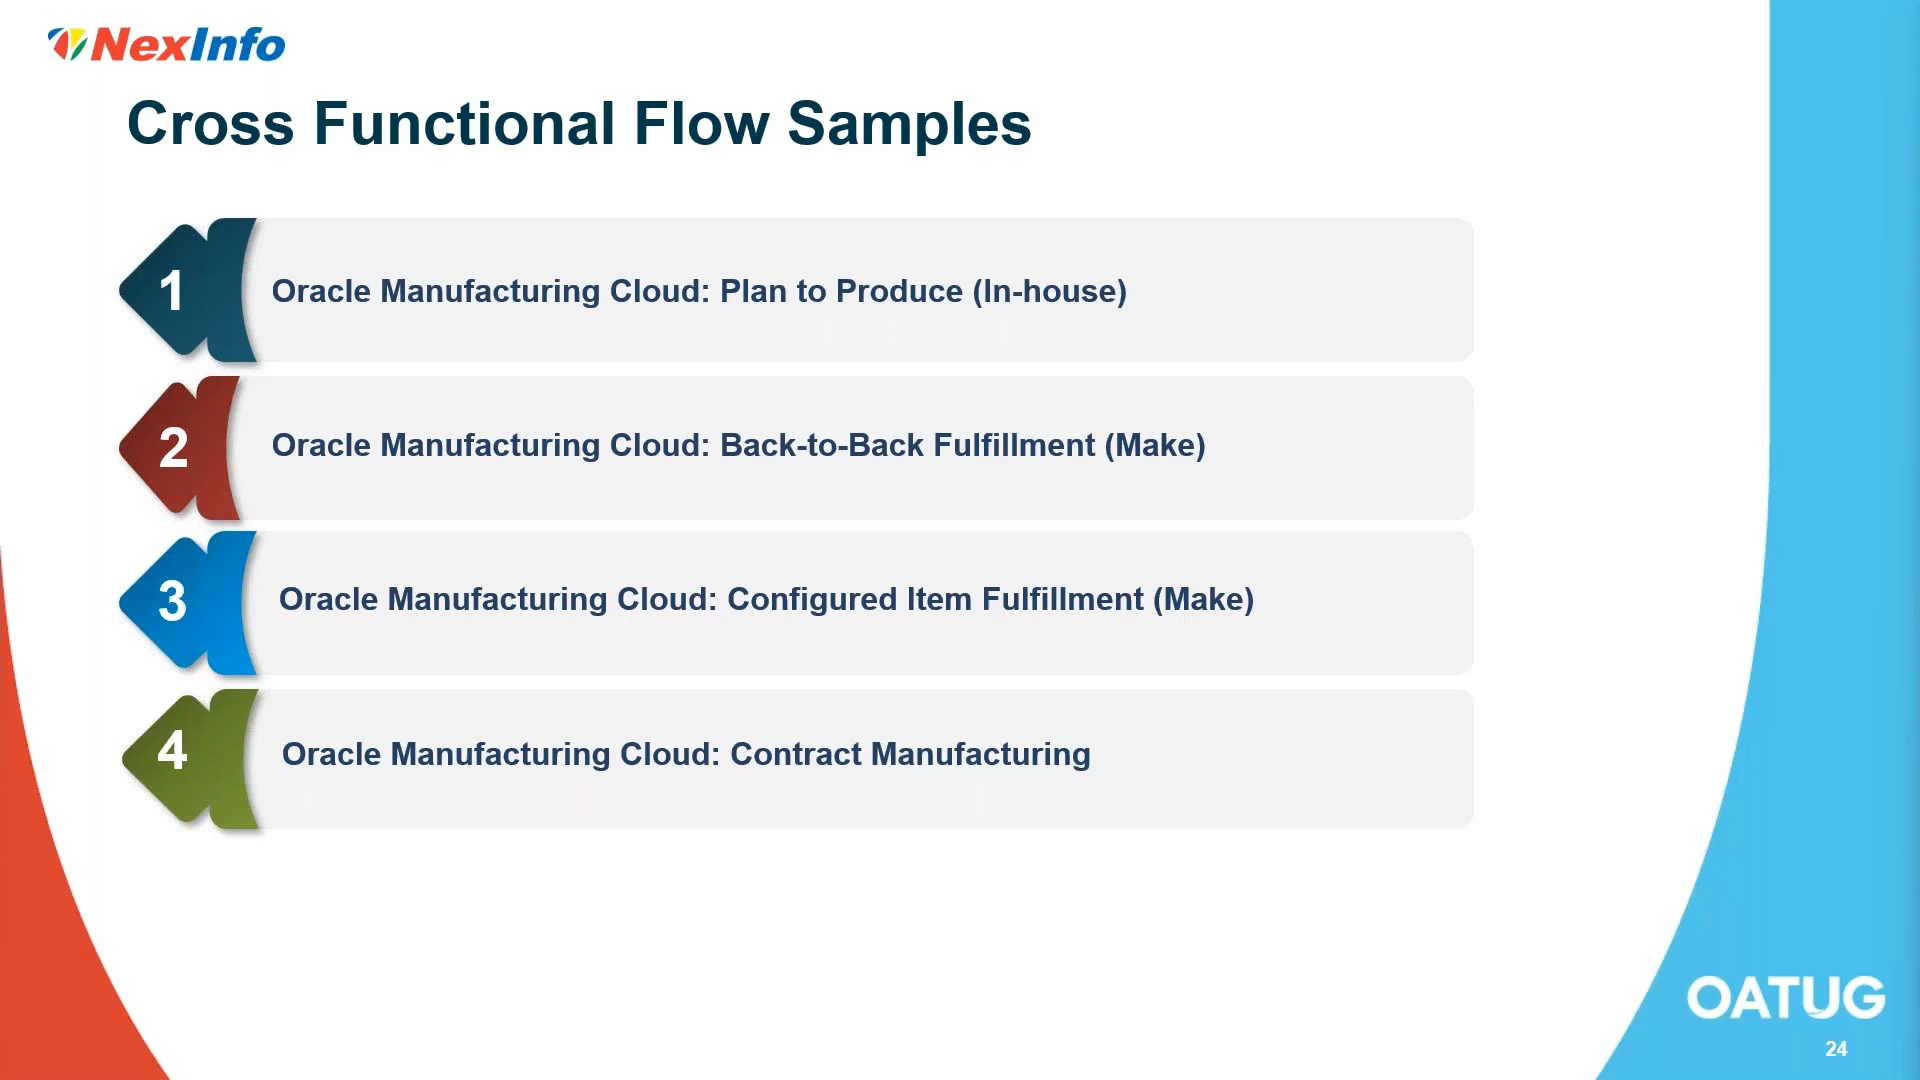 NexInfo
Cross Functional Flow Samples
1
Oracle Manufacturing Cloud: Plan to Produce (In-house)
2
Oracle Manufacturing Cloud: Back-to-Back Fulfillment (Make)
3
Oracle Manufacturing Cloud: Configured Item Fulfillment (Make)
4
Oracle Manufacturing Cloud: Contract Manufacturing
OATUG
24